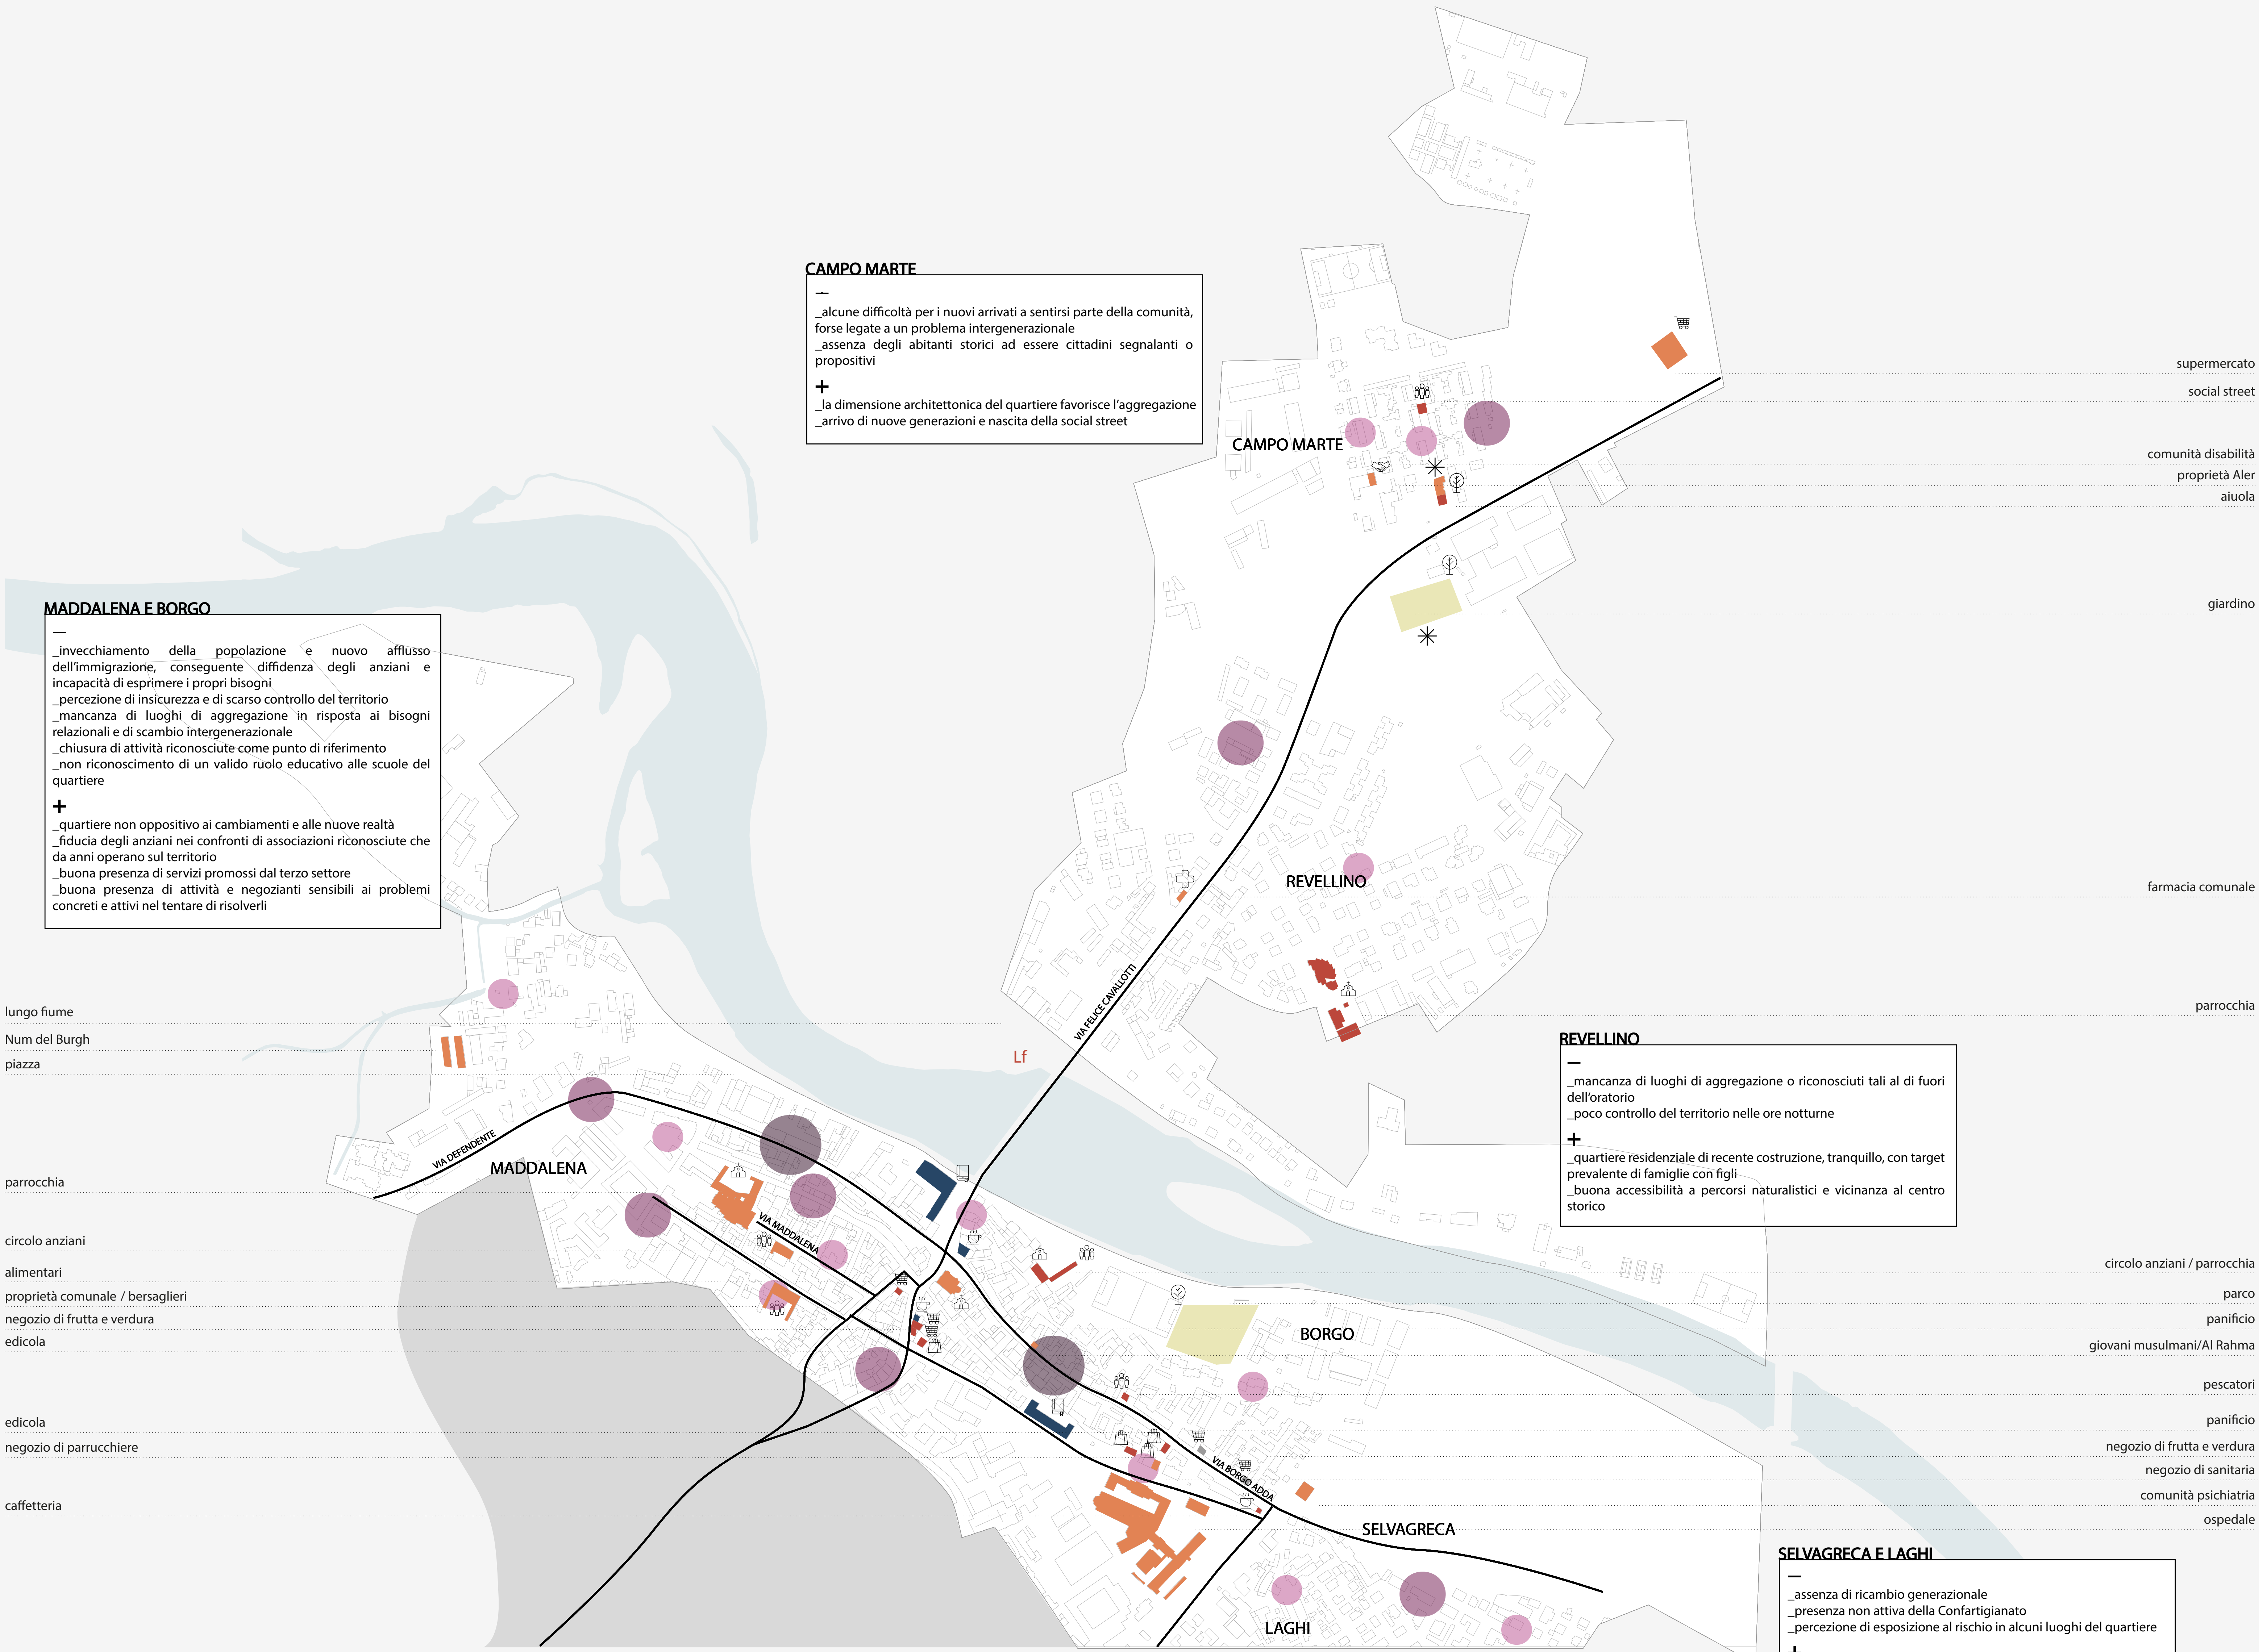 CAMPO MARTE
—
_alcune difficoltà per i nuovi arrivati a sentirsi parte della comunità,
forse legate a un problema intergenerazionale
_assenza degli abitanti storici ad essere cittadini segnalanti o
propositivi
+
_la dimensione architettonica del quartiere favorisce l'aggregazione
_arrivo di nuove generazioni e nascita della social street
CAMPO MARTE
supermercato
social street
comunità disabilità
proprietà Aler
aiuola
giardino
MADDALENA E BORGO
—
_invecchiamento della popolazione e nuovo afflusso
dell'immigrazione, conseguente diffidenza degli anziani e
incapacità di esprimere i propri bisogni
_percezione di insicurezza e di scarso controllo del territorio
_mancanza di luoghi di aggregazione in risposta ai bisogni
relazionali e di scambio intergenerazionale
_chiusura di attività riconosciute come punto di riferimento
_non riconoscimento di un valido ruolo educativo alle scuole del
quartiere
+
_quartiere non oppositivo ai cambiamenti e alle nuove realtà
_fiducia degli anziani nei confronti di associazioni riconosciute che
da anni operano sul territorio
_buona presenza di servizi promossi dal terzo settore
_buona presenza di attività e negozianti sensibili ai problemi
concreti e attivi nel tentare di risolverli
REVELLINO
farmacia comunale
VIA FELICE CAVALLOTTI
parrocchia
lungo fiume
Num del Burgh
piazza
Lf
REVELLINO
—
_mancanza di luoghi di aggregazione o riconosciuti tali al di fuori
dell'oratorio
_poco controllo del territorio nelle ore notturne
+
_quartiere residenziale di recente costruzione, tranquillo, con target
prevalente di famiglie con figli
_buona accessibilità a percorsi naturalistici e vicinanza al centro
storico
VIA DEFENDENTE
MADDALENA
VIA MADDALENA
parrocchia
circolo anziani
alimentari
proprietà comunale / bersaglieri
negozio di frutta e verdura
edicola
edicola
negozio di parrucchiere
caffetteria
BORGO
VIA BORGO ADDA
SELVAGRECA
LAGHI
circolo anziani / parrocchia
parco
panificio
giovani musulmani/Al Rahma
pescatori
panificio
negozio di frutta e verdura
negozio di sanitaria
comunità psichiatria
ospedale
SELVAGRECA E LAGHI
—
_assenza di ricambio generazionale
_presenza non attiva della Confartigianato
_percezione di esposizione al rischio in alcuni luoghi del quartiere
+